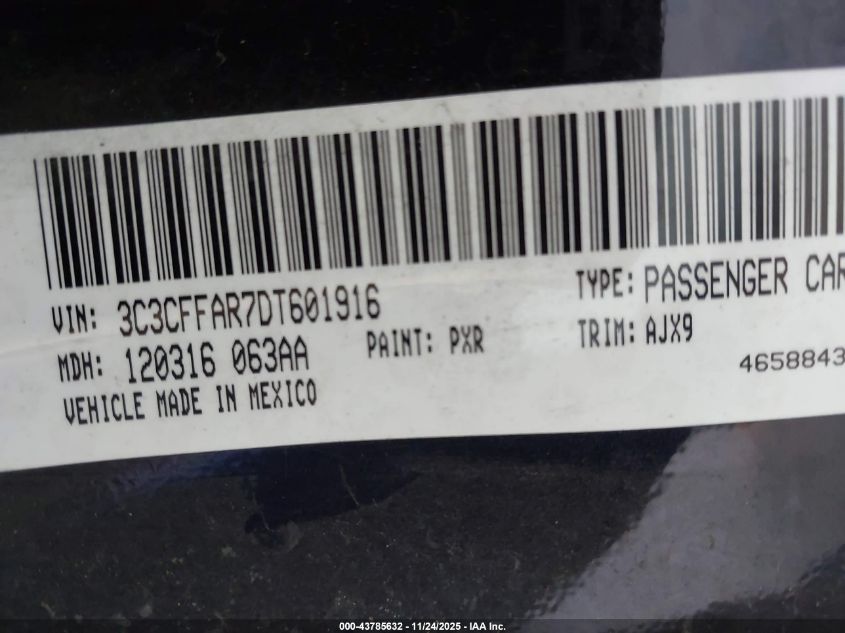 VIN: 3C3CFFAR7DT601916
TYPE: PASSENGER CAR
MDH: 120316 063AA
PAINT: PXR
TRIM: AJX9
VEHICLE MADE IN MEXICO
4658843
000-43785632 - 11/24/2025 - IAA Inc.